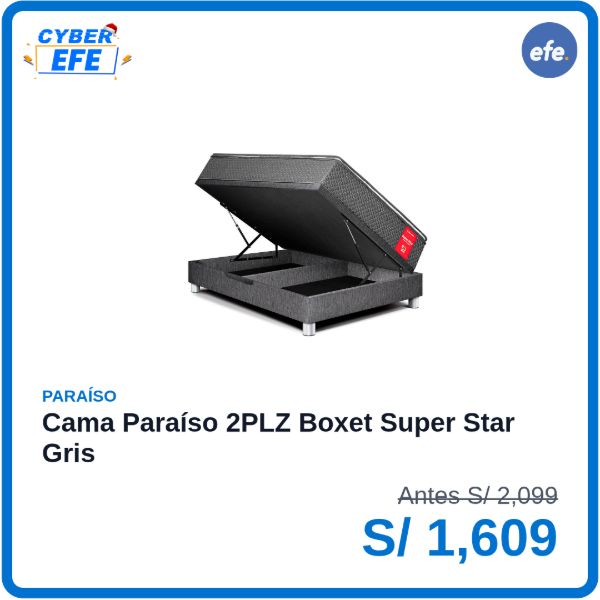 CYBER
EFE
efe.
PARAÍSO
Cama Paraíso 2PLZ Boxet Super Star
Gris
Antes S/ 2,099
S/ 1,609